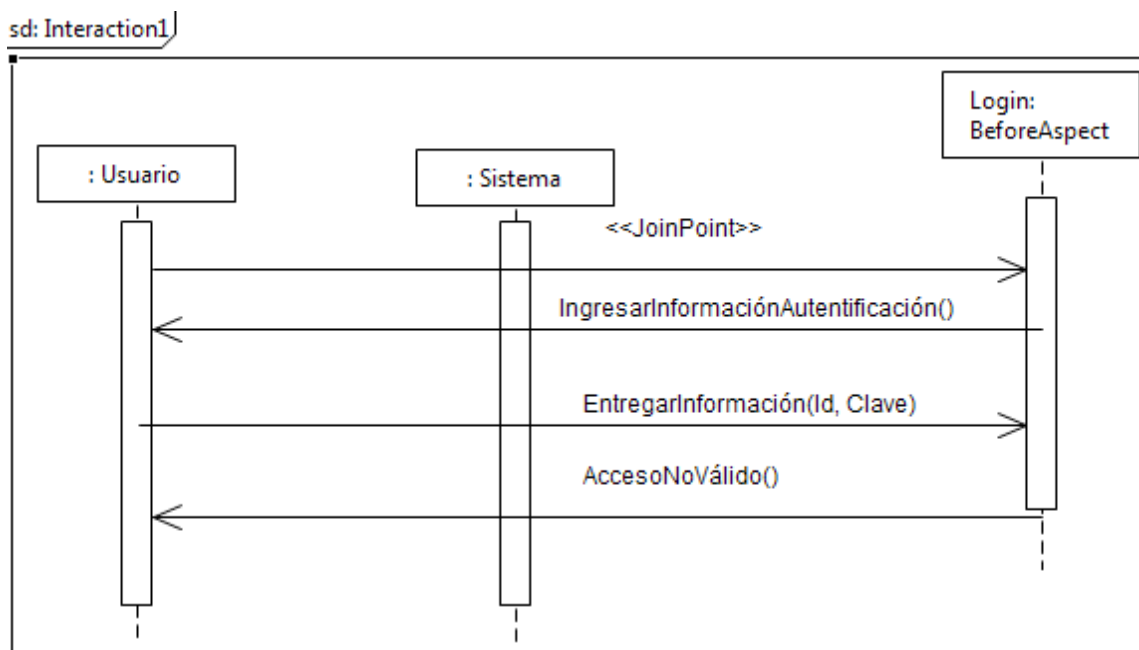 sd: Interaction1
Login:
BeforeAspect
: Usuario
: Sistema
<<JoinPoint>>
IngresarInformaciónAutentificación()
EntregarInformación(Id, Clave)
AccesoNoVálido()